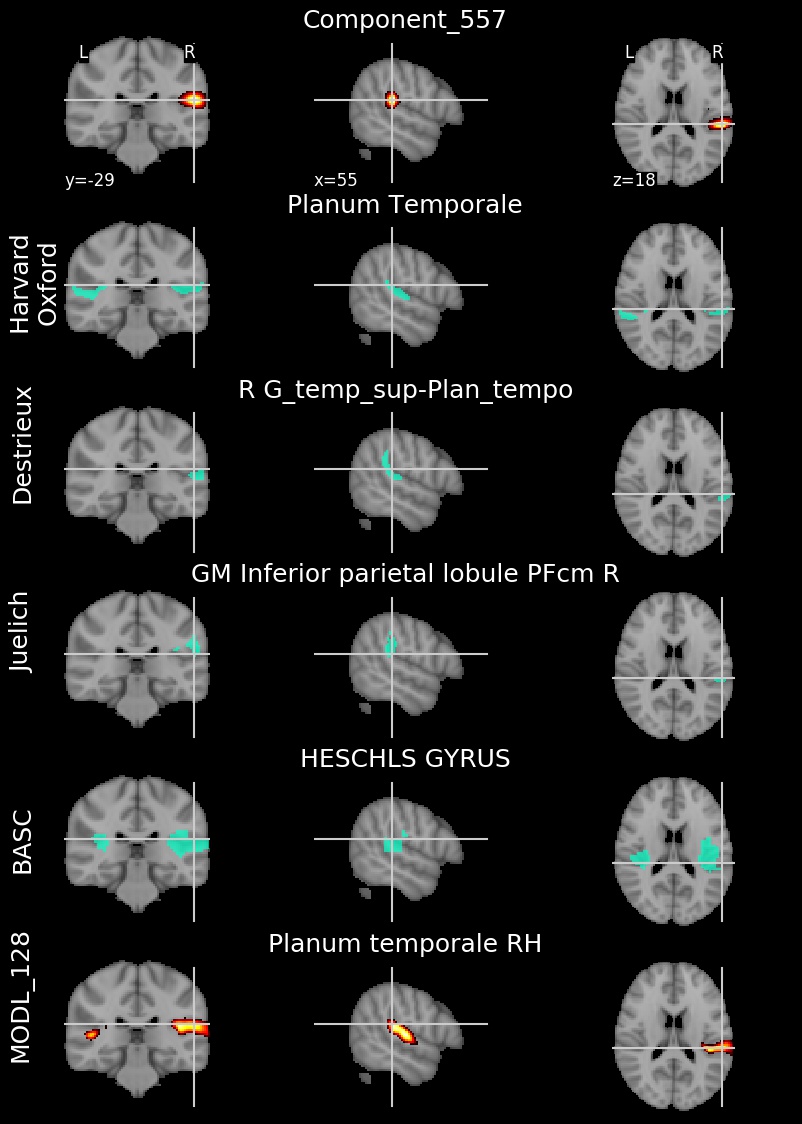 Component_557
L R L R
y=-29 x=55 z=18
Planum Temporale
Harvard
Oxford
R G_temp_sup-Plan_tempo
Destrieux
GM Inferior parietal lobule PFcm R
Juelich
HESCHLS GYRUS
BASC
Planum temporale RH
MODL_128